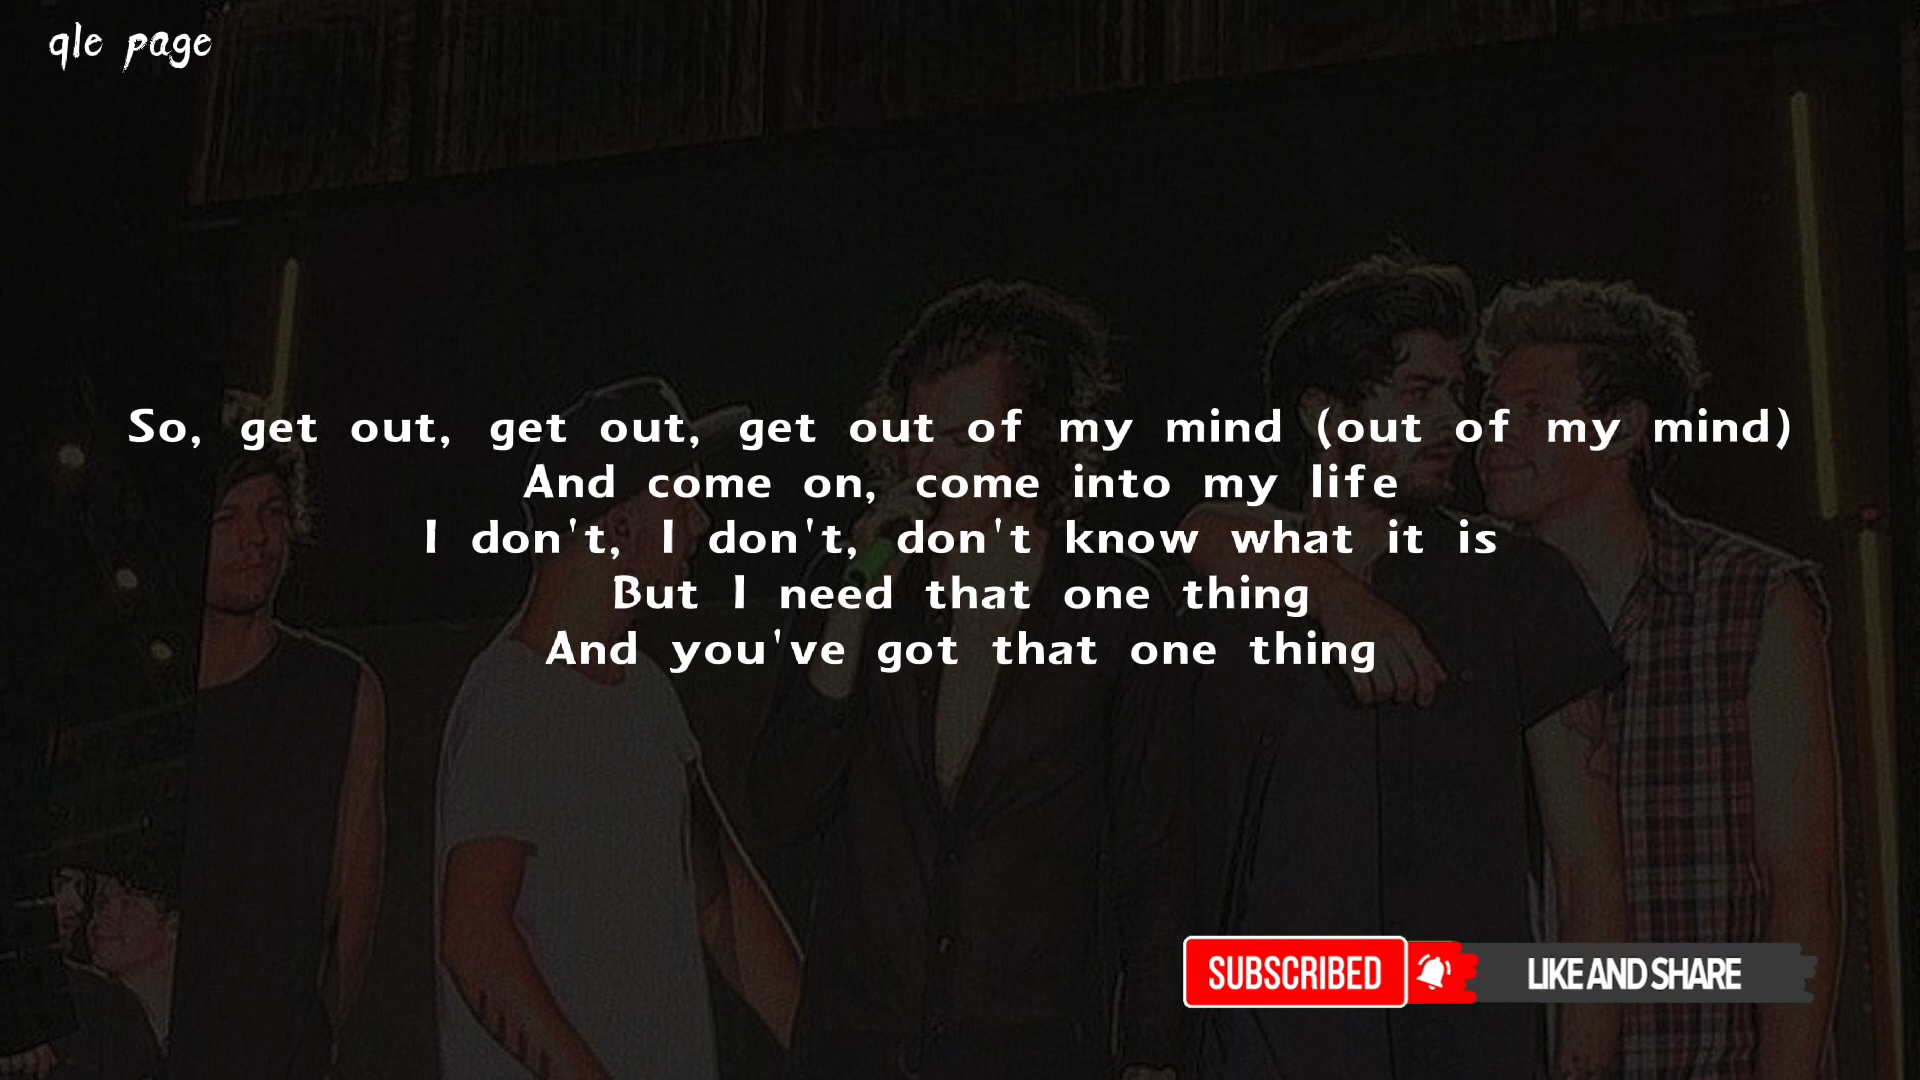 qle page
So, get out, get out, get out of my mind (out of my mind)
And come on, come into my life
I don't, I don't, don't know what it is
But I need that one thing
And you've got that one thing
SUBSCRIBED
LIKE AND SHARE